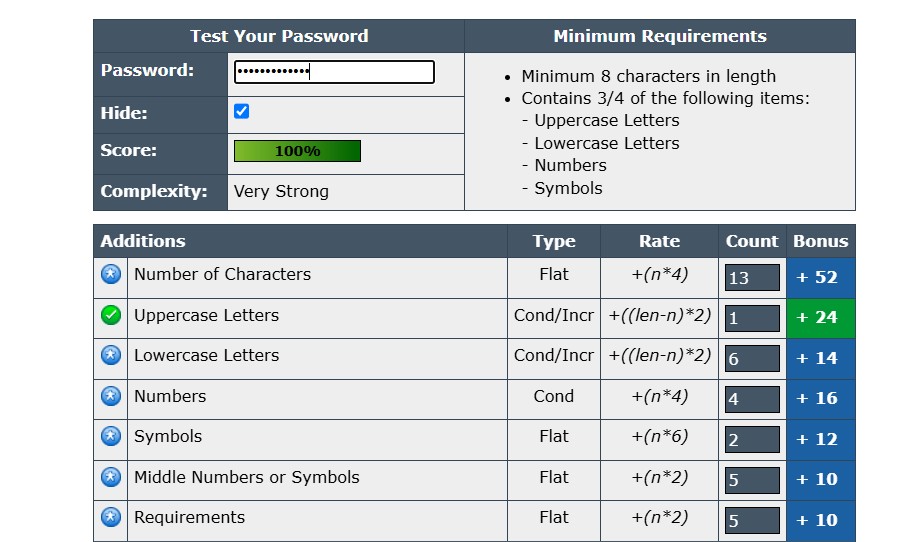 Test Your Password
Minimum Requirements
Password:
•••••••••••••
Hide:
Score:
100%
Complexity:
Very Strong
• Minimum 8 characters in length
• Contains 3/4 of the following items:
- Uppercase Letters
- Lowercase Letters
- Numbers
- Symbols
Additions Type Rate Count Bonus
Number of Characters Flat +(n*4) 13 + 52
Uppercase Letters Cond/Incr +((len-n)*2) 1 + 24
Lowercase Letters Cond/Incr +((len-n)*2) 6 + 14
Numbers Cond +(n*4) 4 + 16
Symbols Flat +(n*6) 2 + 12
Middle Numbers or Symbols Flat +(n*2) 5 + 10
Requirements Flat +(n*2) 5 + 10